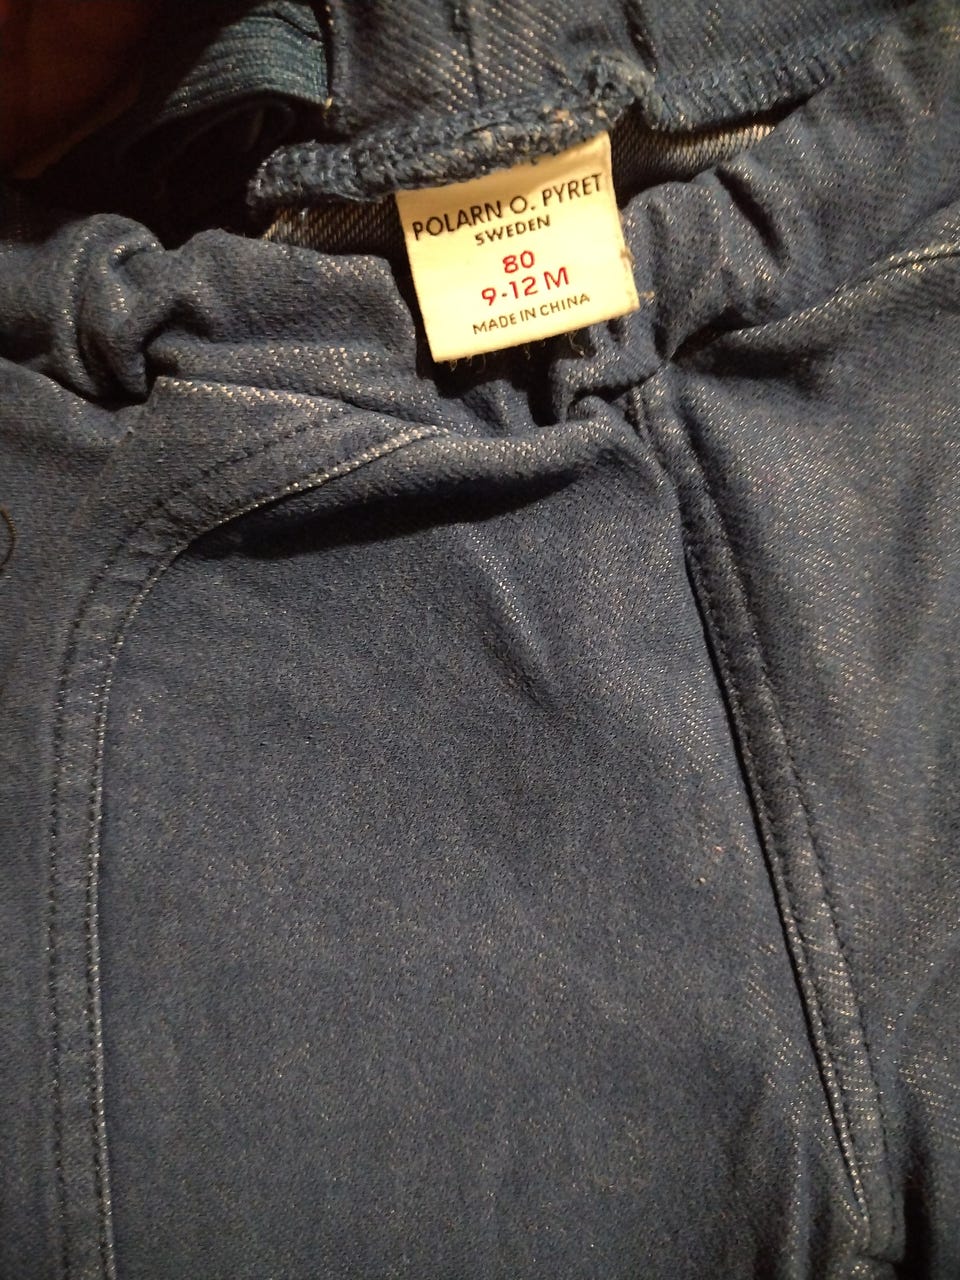 POLARN O. PYRET
SWEDEN
80
9-12 M
MADE IN CHINA